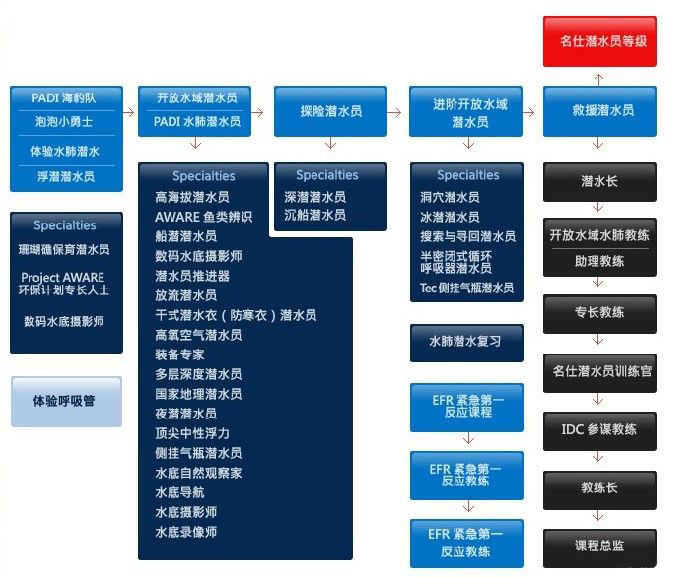 名仕潜水员等级
PADI 海豹队
泡泡小勇士
体验水肺潜水
浮潜潜水员
开放水域潜水员
PADI 水肺潜水员
探险潜水员
进阶开放水域
潜水员
救援潜水员
Specialties
珊瑚礁保育潜水员
Project AWARE
环保计划专长人士
数码水底摄影师
体验呼吸管
Specialties
高海拔潜水员
AWARE 鱼类辨识
船潜潜水员
数码水底摄影师
潜水员推进器
放流潜水员
干式潜水衣（防寒衣）潜水员
高氧空气潜水员
装备专家
多层深度潜水员
国家地理潜水员
夜潜潜水员
顶尖中性浮力
侧挂气瓶潜水员
水底自然观察家
水底导航
水底摄影师
水底录像师
Specialties
深潜潜水员
沉船潜水员
Specialties
洞穴潜水员
冰潜潜水员
搜索与寻回潜水员
半密闭式循环
呼吸器潜水员
Tec 侧挂气瓶潜水员
水肺潜水复习
EFR 紧急第一
反应课程
EFR 紧急第一
反应教练
EFR 紧急第一
反应教练
潜水长
开放水域水肺教练
助理教练
专长教练
名仕潜水员训练官
IDC 参谋教练
教练长
课程总监